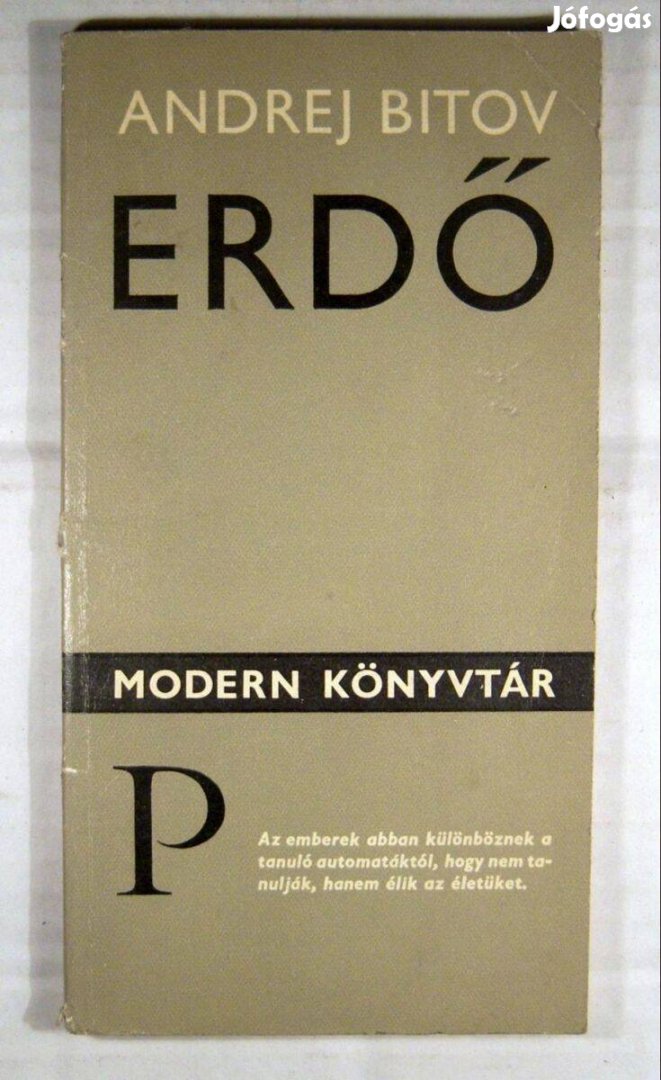 Jófogás
ANDREJ BITOV
ERDŐ
MODERN KÖNYVTÁR
P
Az emberek abban különböznek a
tanuló automatáktól, hogy nem ta-
nulják, hanem élik az életüket.